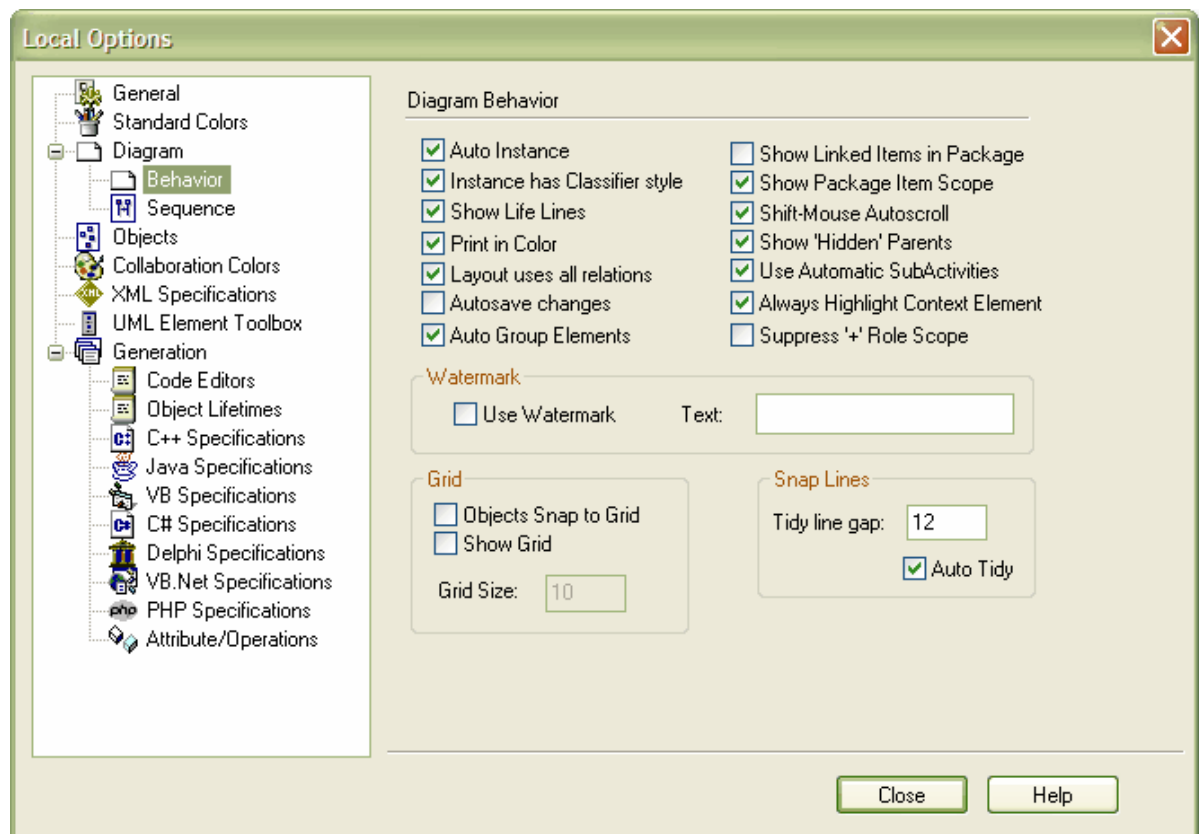 Local Options
General
Standard Colors
Diagram
Behavior
Sequence
Objects
Collaboration Colors
XML Specifications
UML Element Toolbox
Generation
Code Editors
Object Lifetimes
C++ Specifications
Java Specifications
VB Specifications
C# Specifications
Delphi Specifications
VB.Net Specifications
PHP Specifications
Attribute/Operations
Diagram Behavior
Auto Instance
Instance has Classifier style
Show Life Lines
Print in Color
Layout uses all relations
Autosave changes
Auto Group Elements
Show Linked Items in Package
Show Package Item Scope
Shift-Mouse Autoscroll
Show 'Hidden' Parents
Use Automatic SubActivities
Always Highlight Context Element
Suppress '+' Role Scope
Watermark
Use Watermark Text:
Grid
Objects Snap to Grid
Show Grid
Grid Size: 10
Snap Lines
Tidy line gap: 12
Auto Tidy
Close Help